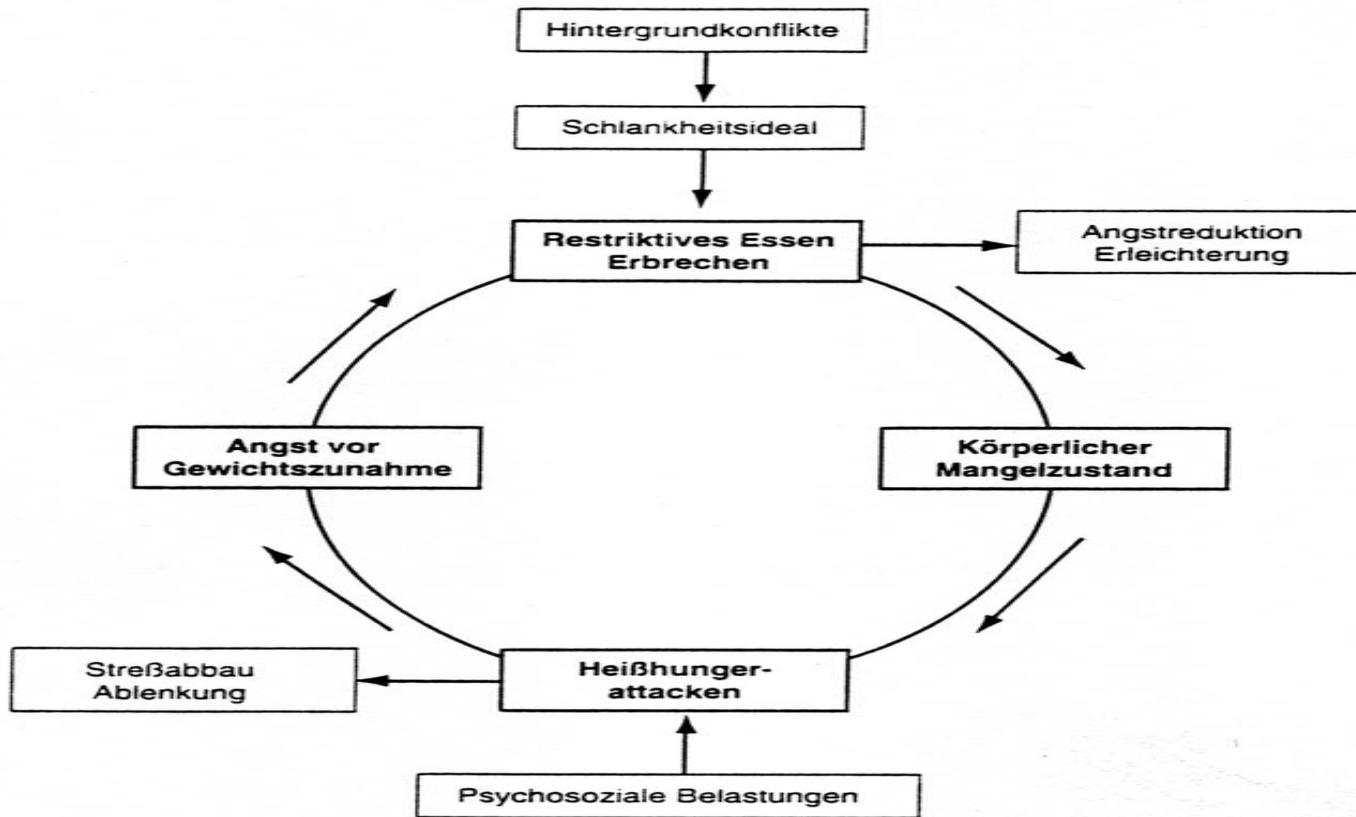 Hintergrundkonflikte
Schlankheitsideal
Restriktives Essen
Erbrechen
Angstreduktion
Erleichterung
Angst vor
Gewichtszunahme
Körperlicher
Mangelzustand
Streßabbau
Ablenkung
Heißhunger-
attacken
Psychosoziale Belastungen